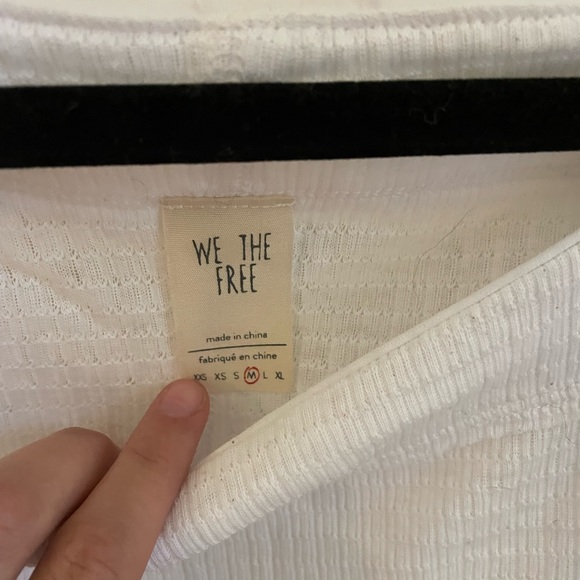 WE THE
FREE
made in china
fabriqué en chine
XXS XS S M L XL